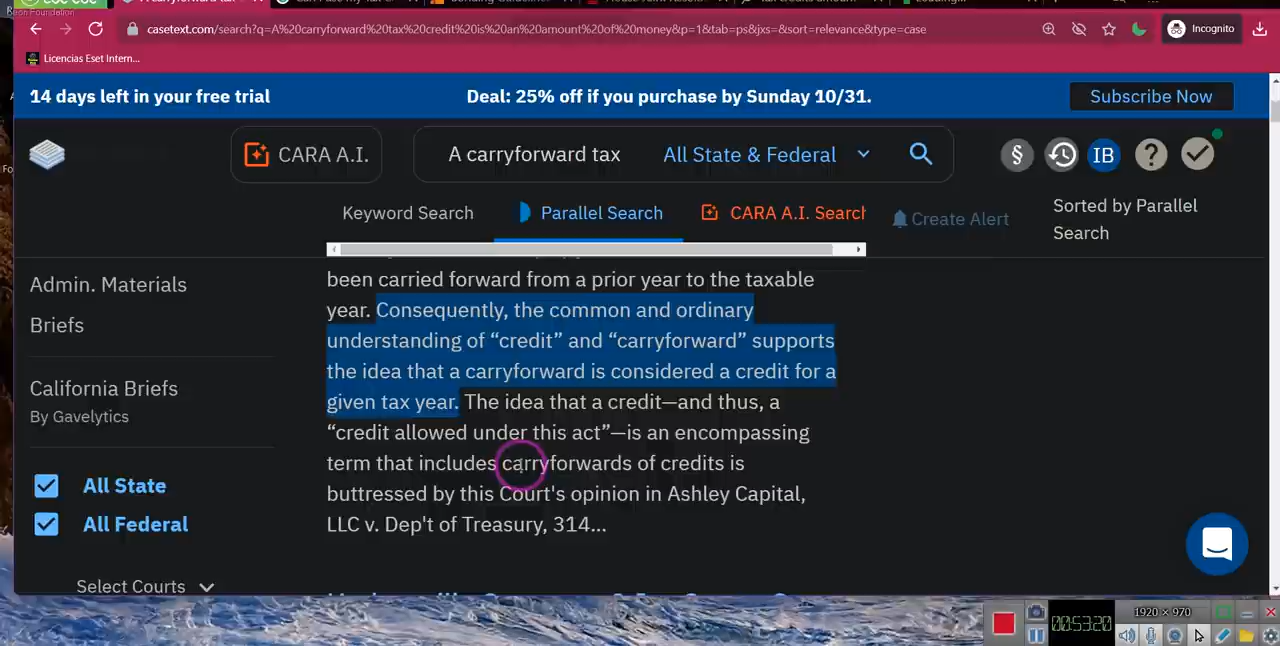 casetext.com/search?q=A%20carryforward%20tax%20credit%20is%20an%20amount%20of%20money&p=1&tab=ps&jxs=&sort=relevance&type=case
Incognito
Licencias Eset Intern...
14 days left in your free trial
Deal: 25% off if you purchase by Sunday 10/31.
Subscribe Now
CARA A.I.
A carryforward tax
All State & Federal
§
IB
?
Keyword Search
Parallel Search
CARA A.I. Search
Create Alert
Sorted by Parallel
Search
Admin. Materials
Briefs
California Briefs
By Gavelytics
All State
All Federal
Select Courts
been carried forward from a prior year to the taxable
year. Consequently, the common and ordinary
understanding of “credit” and “carryforward” supports
the idea that a carryforward is considered a credit for a
given tax year. The idea that a credit—and thus, a
“credit allowed under this act”—is an encompassing
term that includes carryforwards of credits is
buttressed by this Court's opinion in Ashley Capital,
LLC v. Dep't of Treasury, 314...
1920 × 970
00:53:20